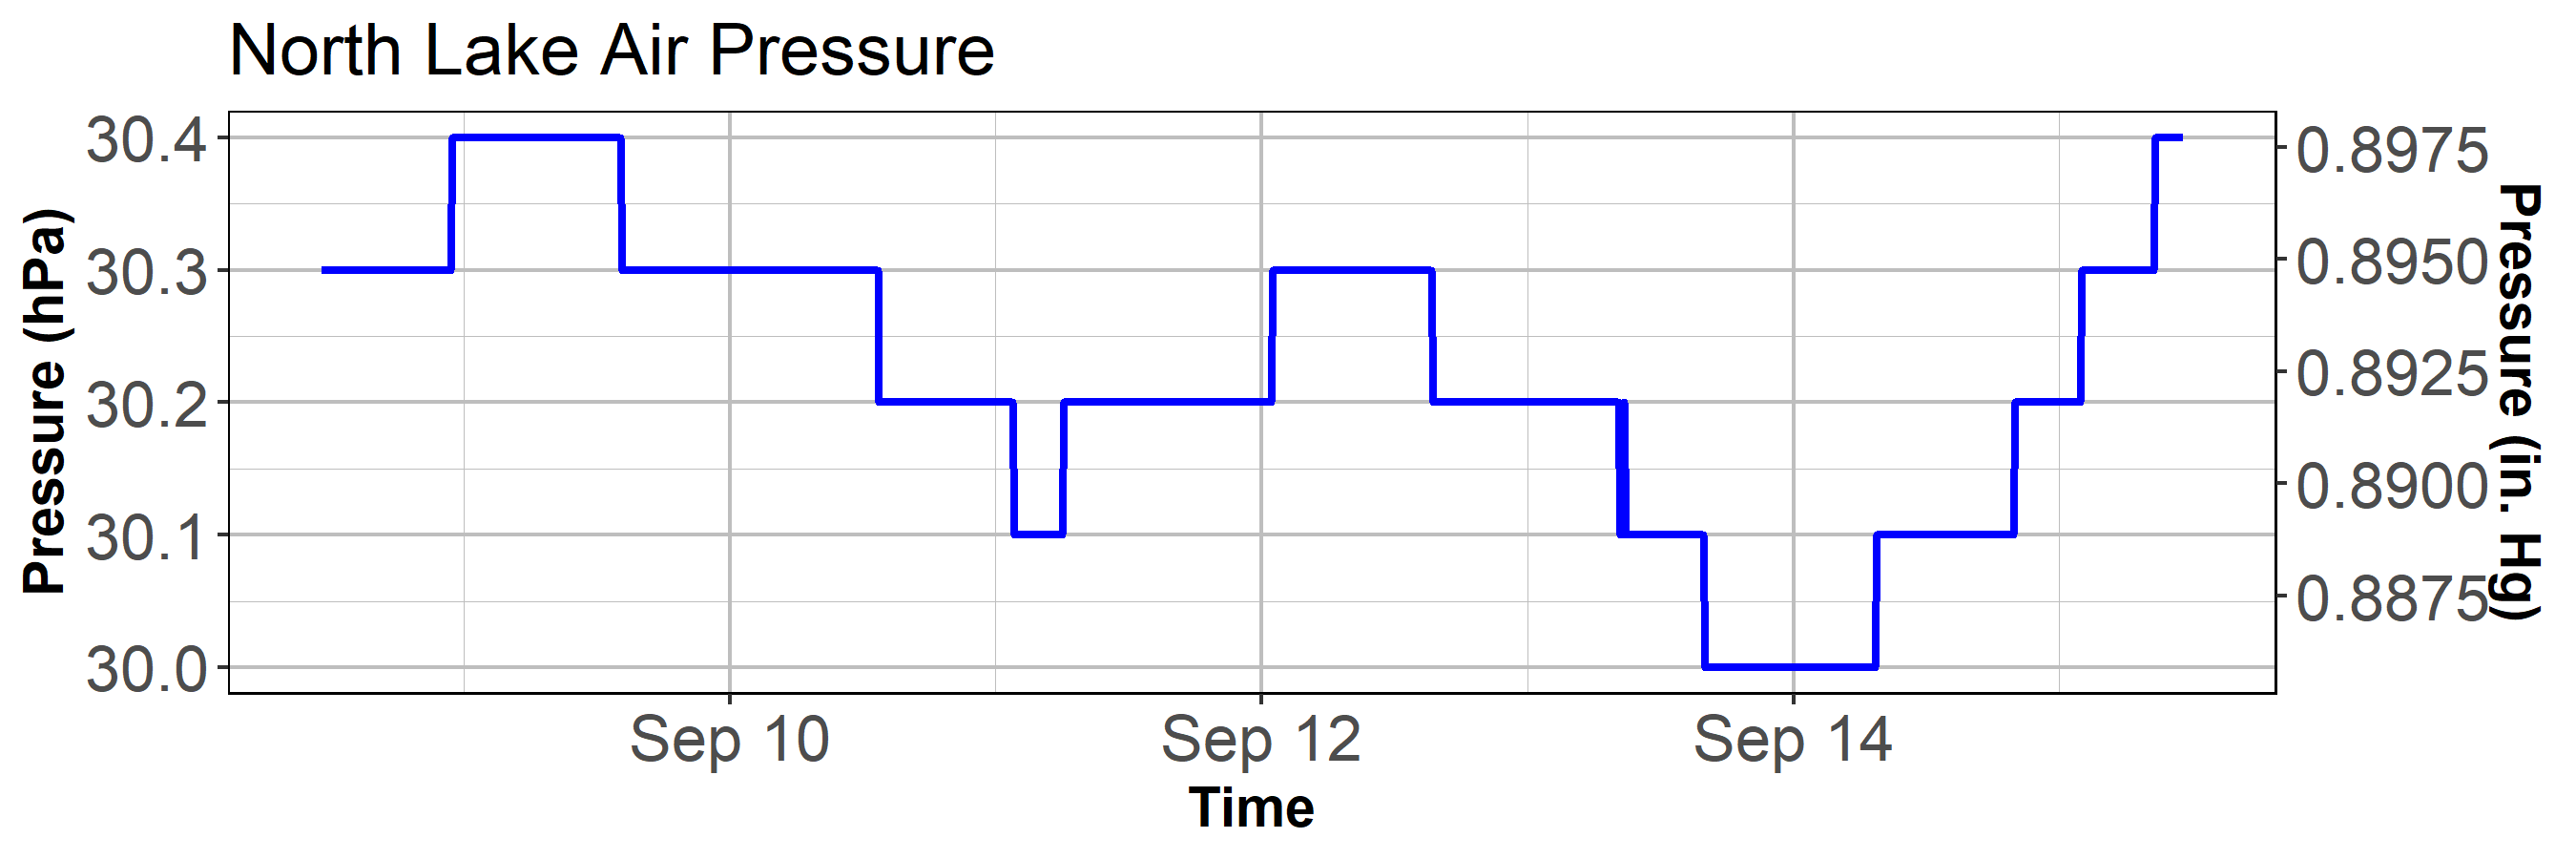 North Lake Air Pressure
Pressure (hPa)
30.4
30.3
30.2
30.1
30.0
0.8975
0.8950
0.8925
0.8900
0.8875
Pressure (in. Hg)
Sep 10
Sep 12
Sep 14
Time